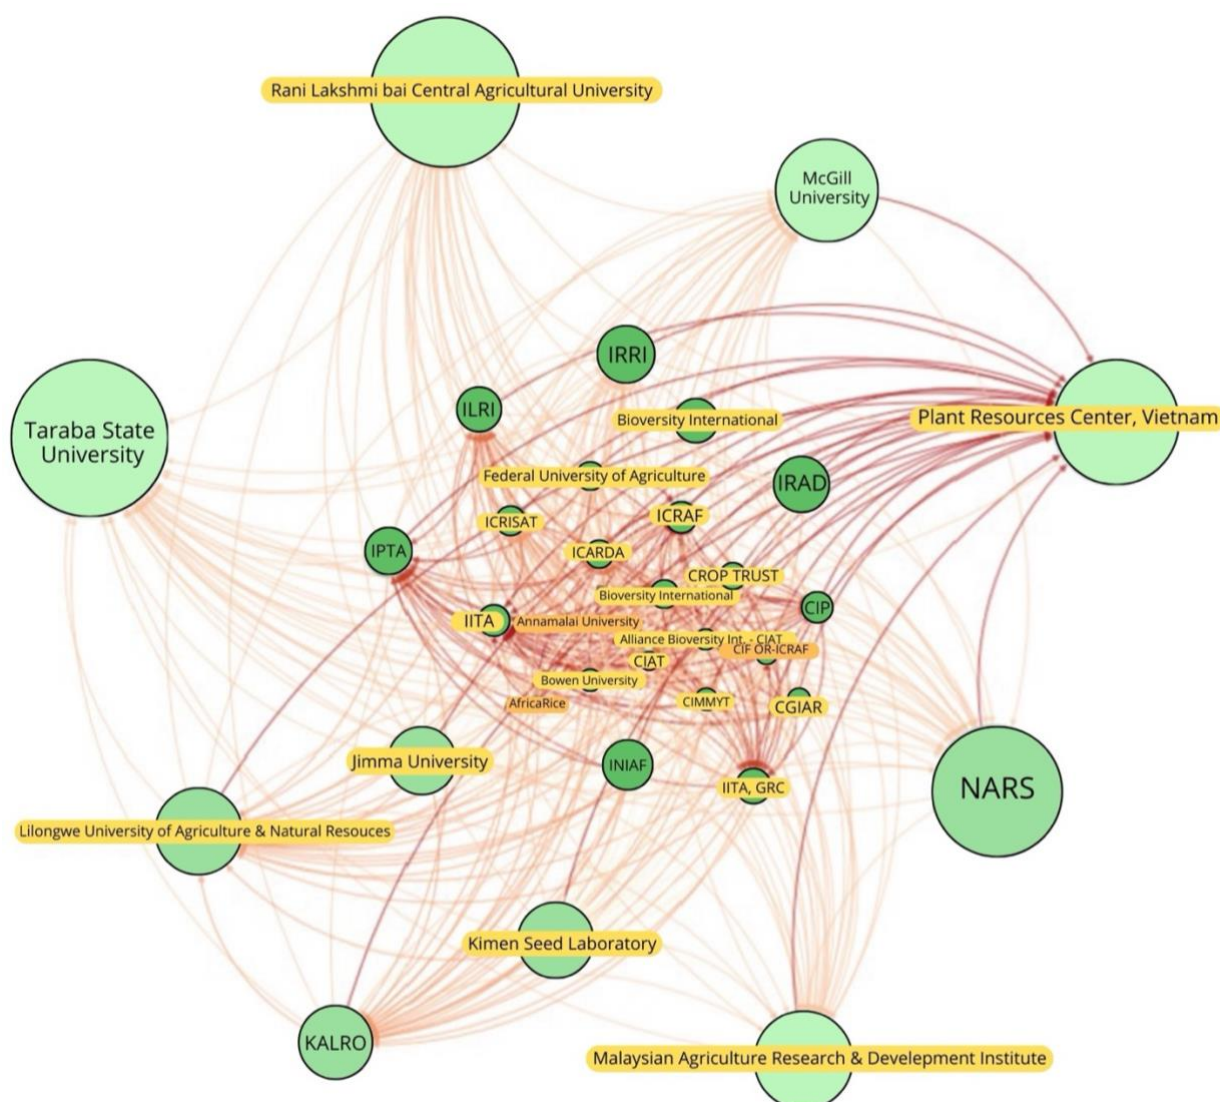 Rani Lakshmi bai Central Agricultural University
McGill
University
IRRI
ILRI
Bioversity International
Plant Resources Center, Vietnam
Taraba State
University
Federal University of Agriculture
IRAD
ICRISAT
ICRAF
IPTA
ICARDA
CROP TRUST
Bioversity International
CIP
IITA
Annamalai University
Alliance Bioversity Int. - CIAT
CIF OR-ICRAF
CIAT
Bowen University
AfricaRice
CIMMYT
CGIAR
Jimma University
INIAF
IITA, GRC
NARS
Lilongwe University of Agriculture & Natural Resouces
Kimen Seed Laboratory
KALRO
Malaysian Agriculture Research & Develepment Institute